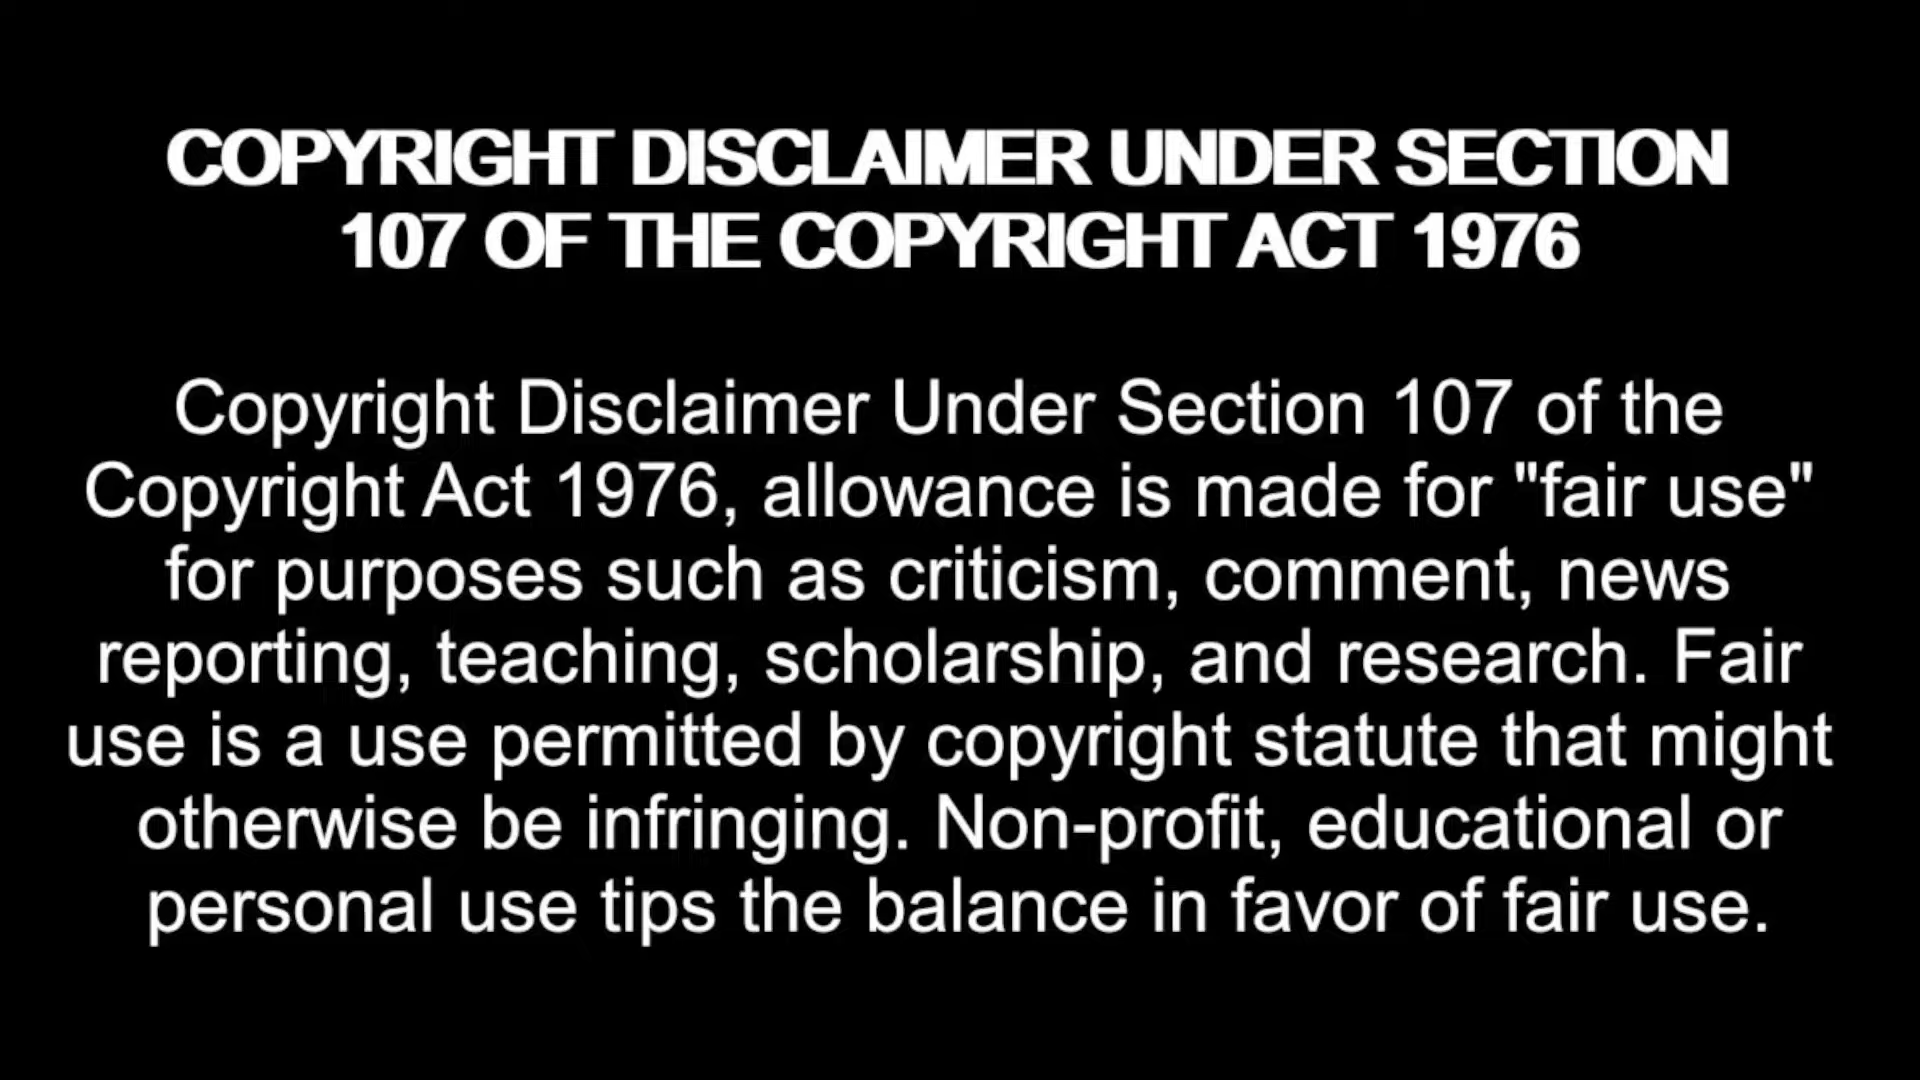 COPYRIGHT DISCLAIMER UNDER SECTION
107 OF THE COPYRIGHT ACT 1976
Copyright Disclaimer Under Section 107 of the
Copyright Act 1976, allowance is made for "fair use"
for purposes such as criticism, comment, news
reporting, teaching, scholarship, and research. Fair
use is a use permitted by copyright statute that might
otherwise be infringing. Non-profit, educational or
personal use tips the balance in favor of fair use.